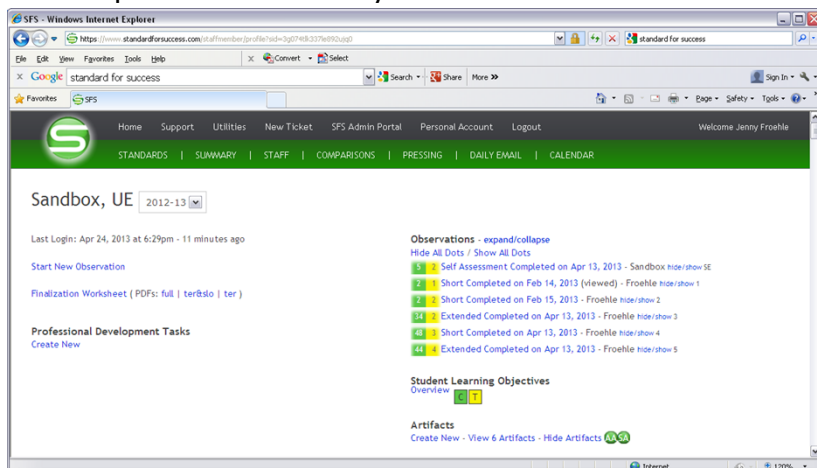 SFS - Windows Internet Explorer
https://www.standardforsuccess.com/staffmember/profile?sid=
standard for success
File Edit View Favorites Tools Help
x Convert Select
x Google standard for success Search Share More » Sign In
Favorites SFS Page Safety Tools
Home Support Utilities New Ticket SFS Admin Portal Personal Account Logout Welcome Jenny Froehle
STANDARDS | SUMMARY | STAFF | COMPARISONS | PRESSING | DAILY EMAIL | CALENDAR
Sandbox, UE 2012-13
Last Login: Apr 24, 2013 at 6:29pm - 11 minutes ago
Start New Observation
Finalization Worksheet ( PDFs: full | ter&slo | ter )
Professional Development Tasks
Create New
Observations - expand/collapse
Hide All Dots / Show All Dots
5 2 Self Assessment Completed on Apr 13, 2013 - Sandbox hide/show SE
2 1 Short Completed on Feb 14, 2013 (viewed) - Froehle hide/show 1
2 2 Short Completed on Feb 15, 2013 - Froehle hide/show 2
34 2 Extended Completed on Apr 13, 2013 - Froehle hide/show 3
48 3 Short Completed on Apr 13, 2013 - Froehle hide/show 4
44 4 Extended Completed on Apr 13, 2013 - Froehle hide/show 5
Student Learning Objectives
Overview C T
Artifacts
Create New - View 6 Artifacts - Hide Artifacts AA SA
Internet 120%